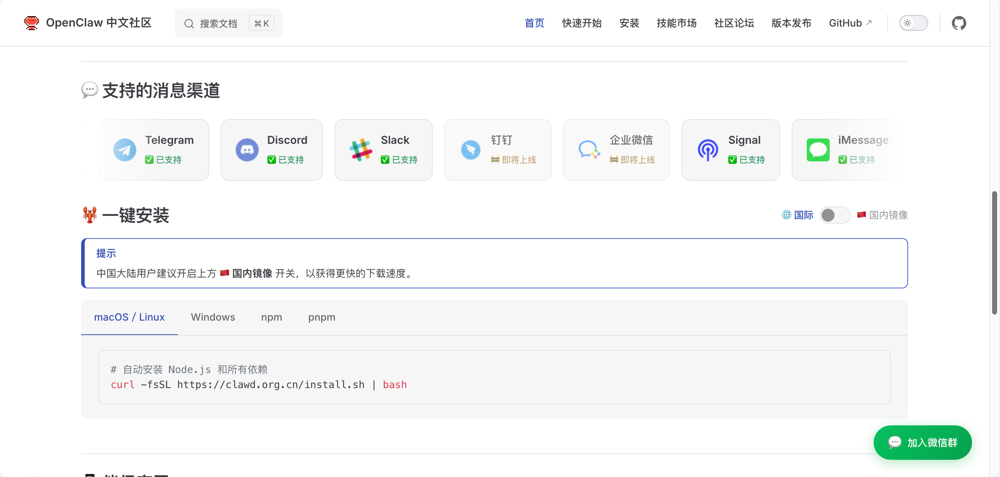 OpenClaw 中文社区
搜索文档
⌘ K
首页
快速开始
安装
技能市场
社区论坛
版本发布
GitHub ↗
💬 支持的消息渠道
Telegram
✅ 已支持
Discord
✅ 已支持
Slack
✅ 已支持
钉钉
🚧 即将上线
企业微信
🚧 即将上线
Signal
✅ 已支持
iMessage
✅ 已支持
🦞 一键安装
🌐 国际
🇨🇳 国内镜像
提示
中国大陆用户建议开启上方 🇨🇳 国内镜像 开关，以获得更快的下载速度。
macOS / Linux
Windows
npm
pnpm
# 自动安装 Node.js 和所有依赖
curl -fsSL https://clawd.org.cn/install.sh | bash
💬 加入微信群